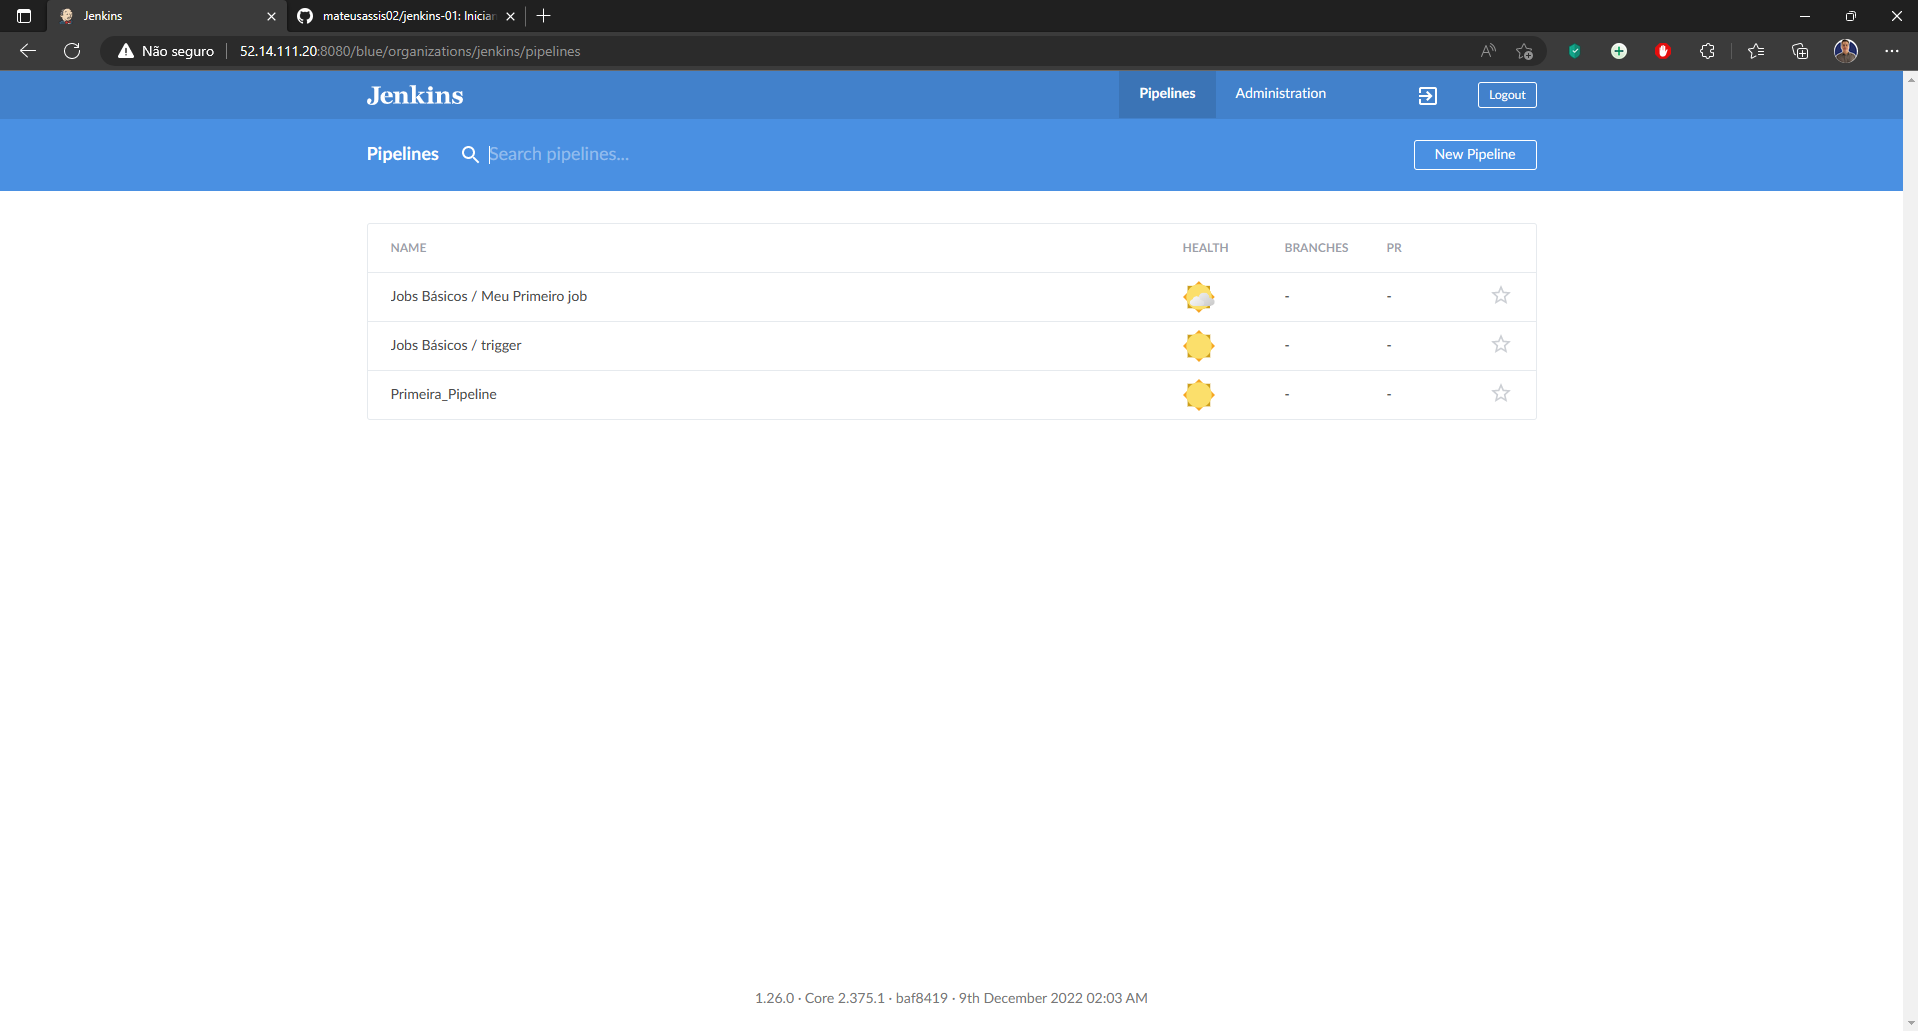 Jenkins
mateusassis02/jenkins-01: Inician
Não seguro
52.14.111.20:8080/blue/organizations/jenkins/pipelines
Jenkins
Pipelines
Administration
Logout
Pipelines
Search pipelines...
New Pipeline
NAME HEALTH BRANCHES PR
Jobs Básicos / Meu Primeiro job - -
Jobs Básicos / trigger - -
Primeira_Pipeline - -
1.26.0 · Core 2.375.1 · baf8419 · 9th December 2022 02:03 AM